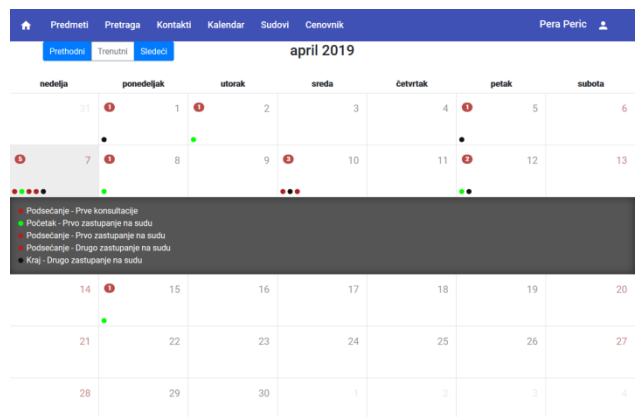 Predmeti Pretraga Kontakti Kalendar Sudovi Cenovnik Pera Peric
Prethodni Trenutni Sledeći april 2019
nedelja ponedeljak utorak sreda četvrtak petak subota
31 1 1 1 2 3 4 1 5 6
5 7 1 8 9 3 10 11 2 12 13
Podsećanje - Prve konsultacije
Početak - Prvo zastupanje na sudu
Podsećanje - Prvo zastupanje na sudu
Podsećanje - Drugo zastupanje na sudu
Kraj - Drugo zastupanje na sudu
14 1 15 16 17 18 19 20
21 22 23 24 25 26 27
28 29 30 1 2 3 4